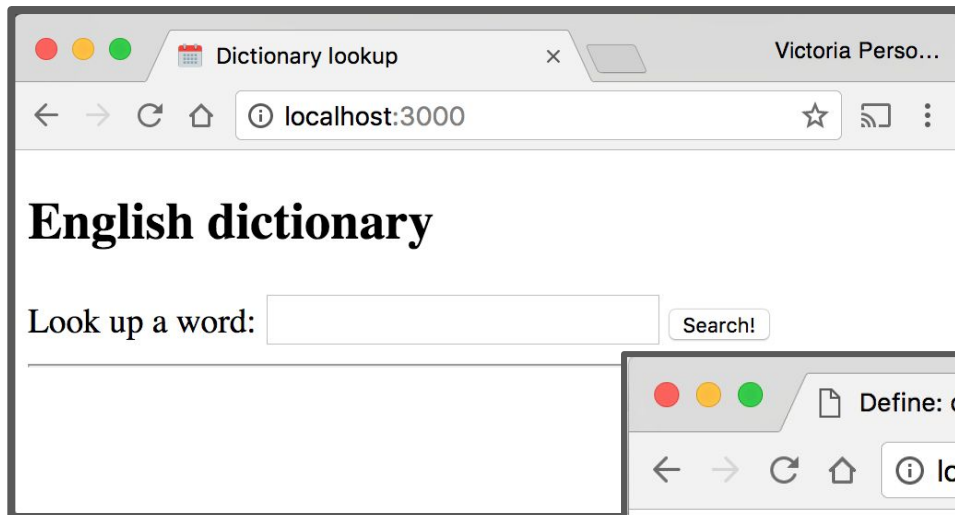 Dictionary lookup
Victoria Perso...
localhost:3000
English dictionary
Look up a word:
Search!
Define: